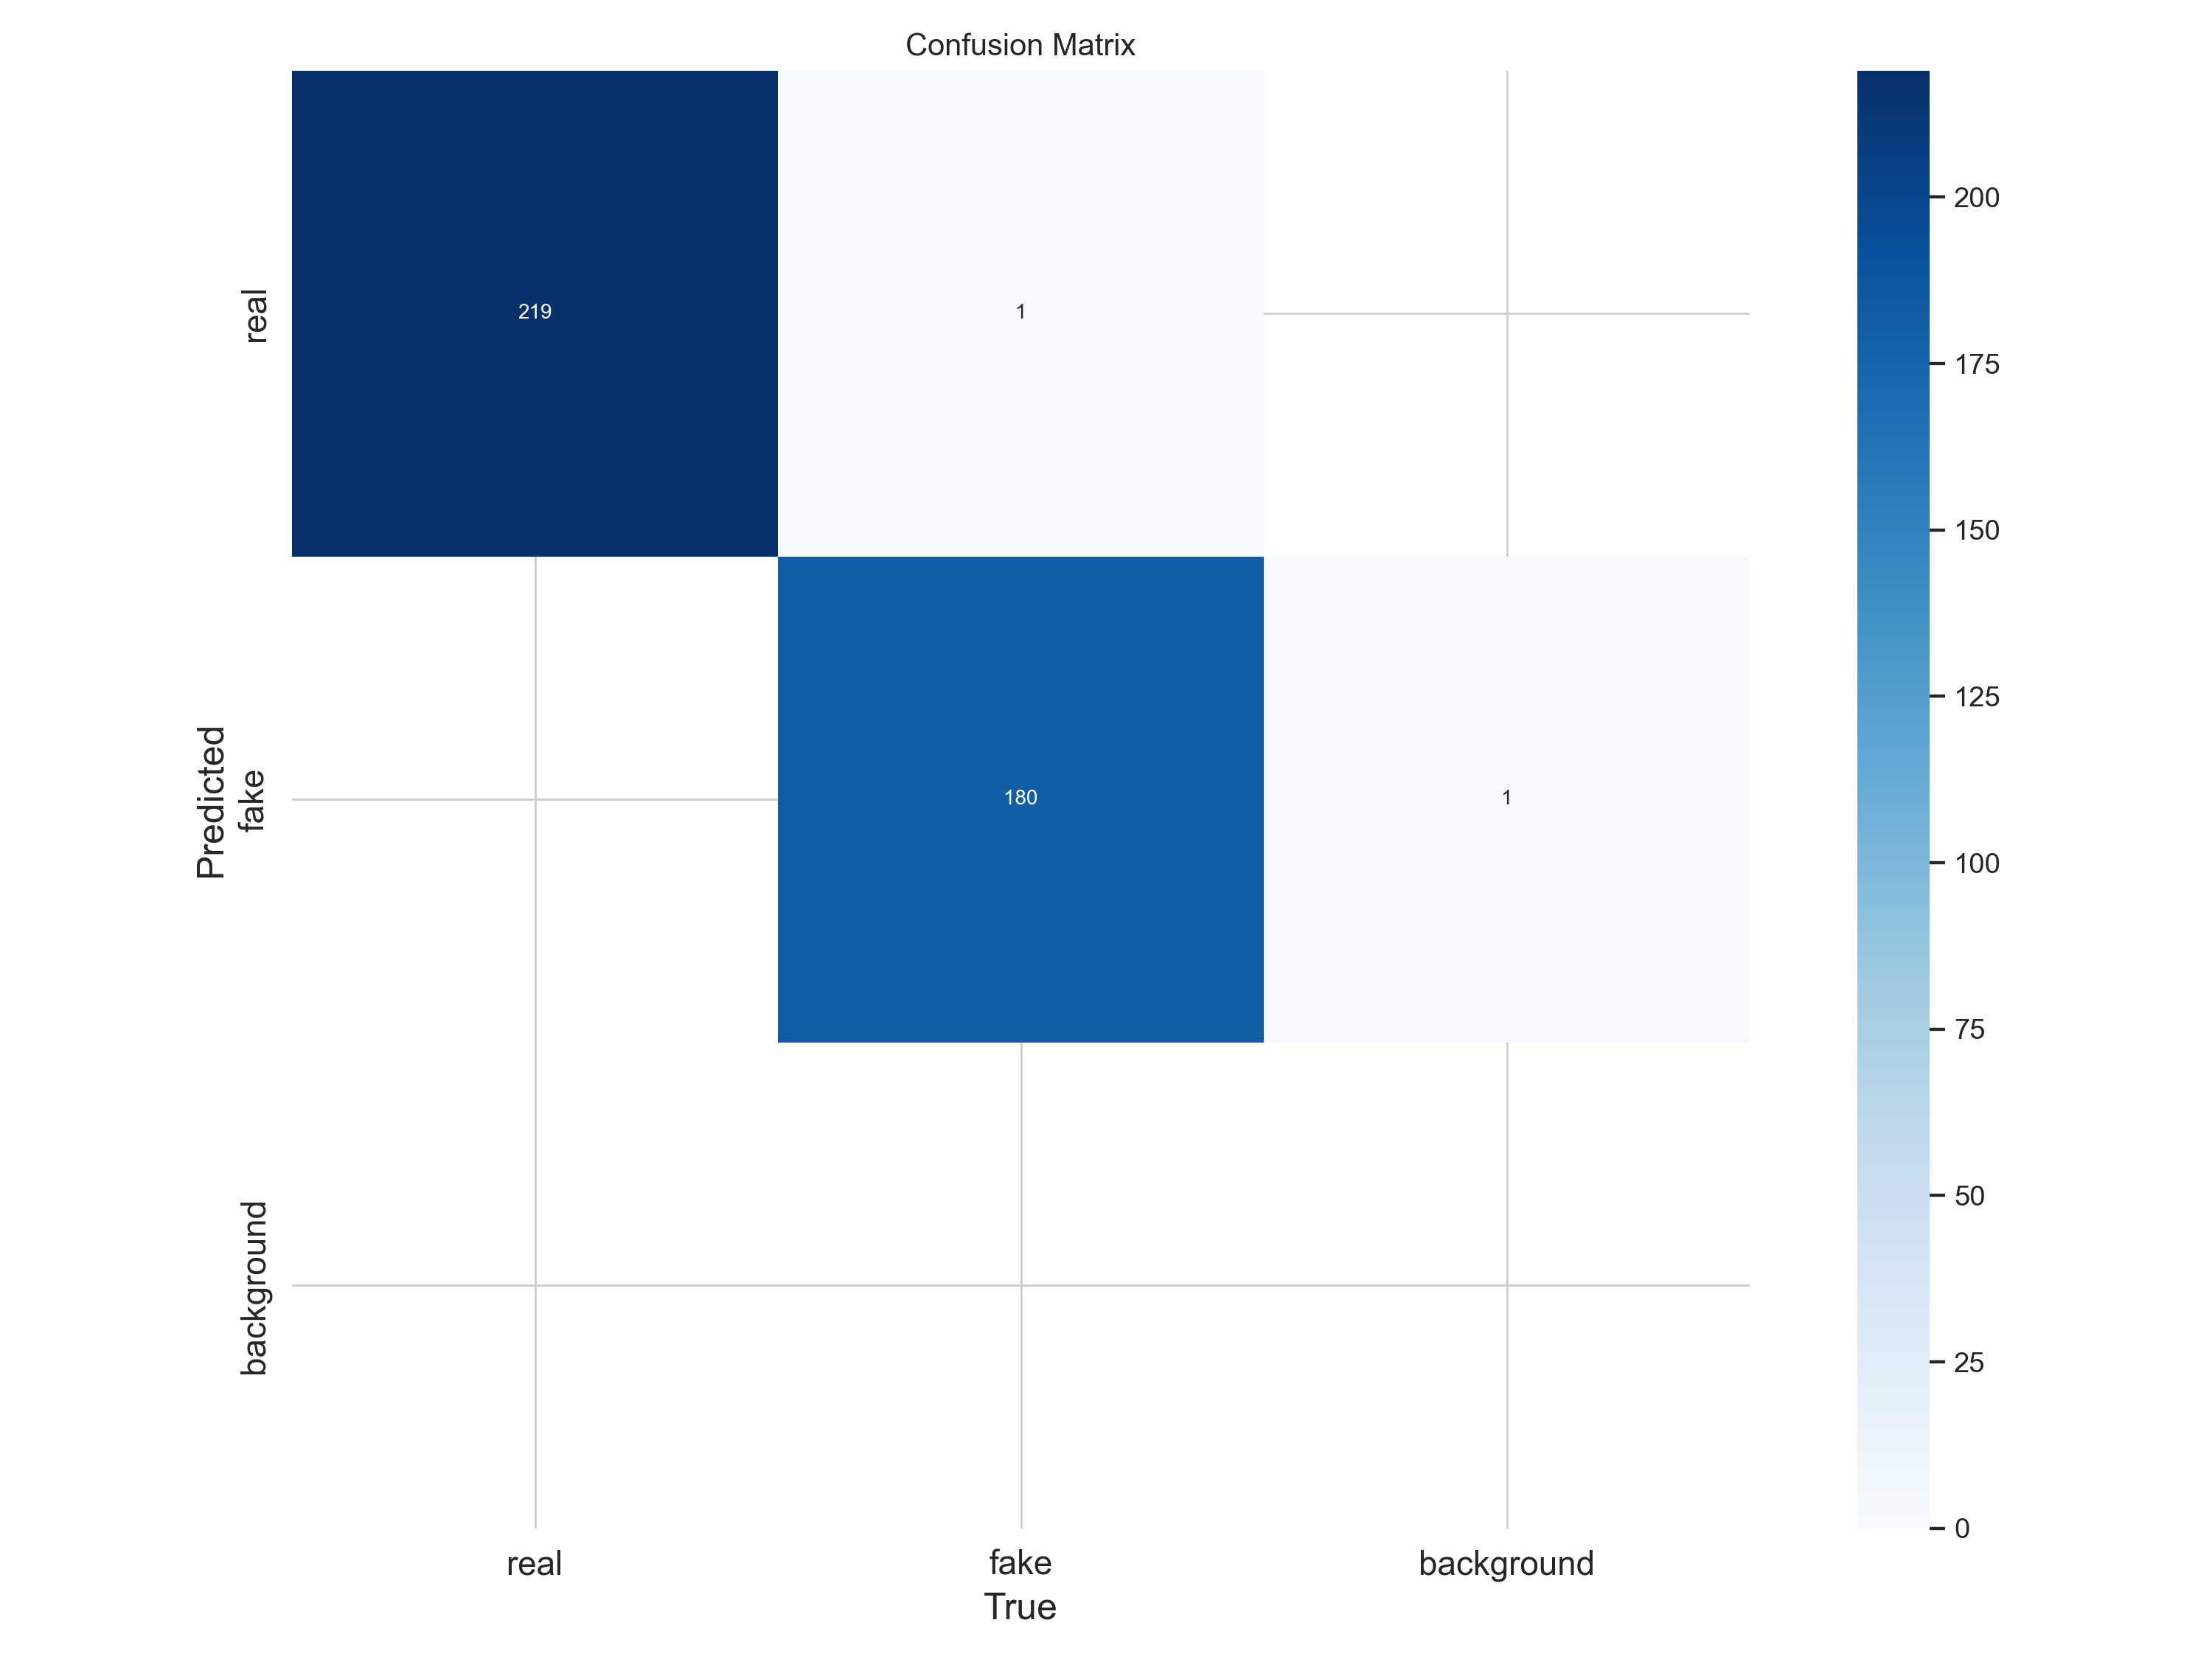 Confusion Matrix
real
219
1
Predicted
fake
180
1
background
real
fake
background
True
200
175
150
125
100
75
50
25
0